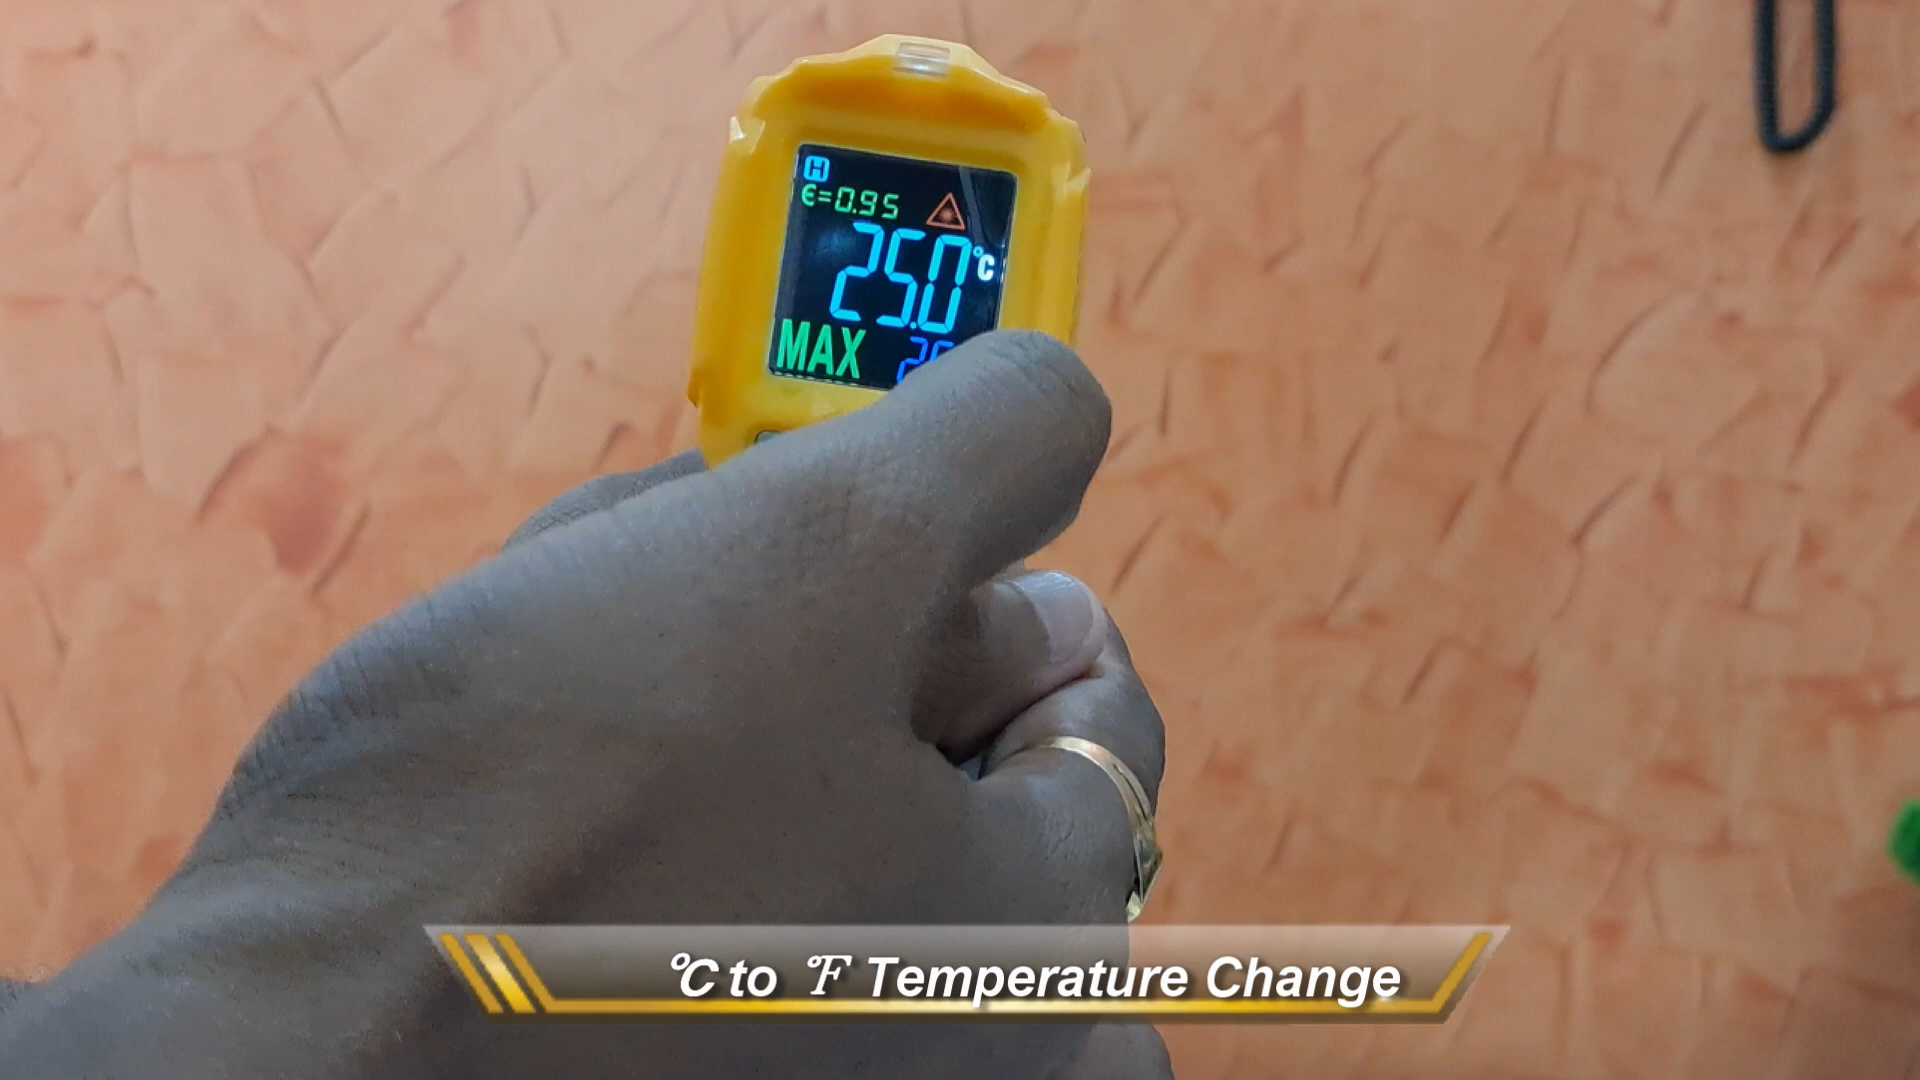 H
ϵ=0.95
25.0°C
MAX
℃ to ℉ Temperature Change